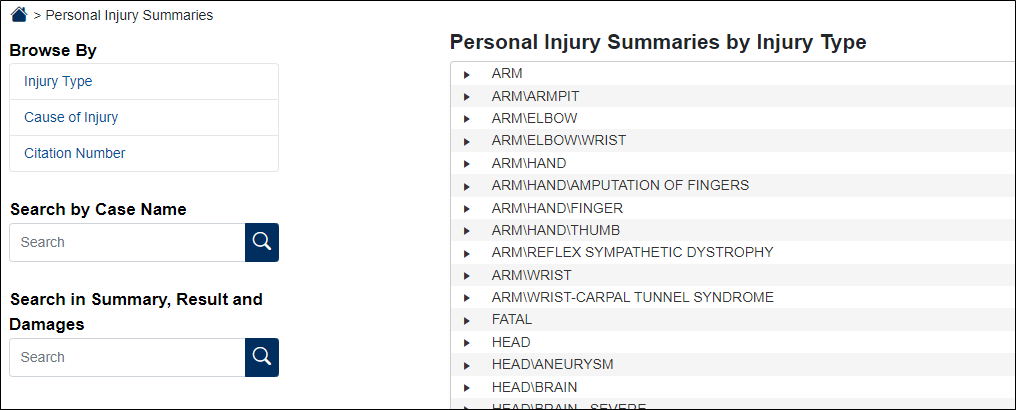 > Personal Injury Summaries
Browse By
Injury Type
Cause of Injury
Citation Number
Search by Case Name
Search
Search in Summary, Result and
Damages
Search
Personal Injury Summaries by Injury Type
ARM
ARM\ARMPIT
ARM\ELBOW
ARM\ELBOW\WRIST
ARM\HAND
ARM\HAND\AMPUTATION OF FINGERS
ARM\HAND\FINGER
ARM\HAND\THUMB
ARM\REFLEX SYMPATHETIC DYSTROPHY
ARM\WRIST
ARM\WRIST-CARPAL TUNNEL SYNDROME
FATAL
HEAD
HEAD\ANEURYSM
HEAD\BRAIN
HEAD\BRAIN - SEVERE